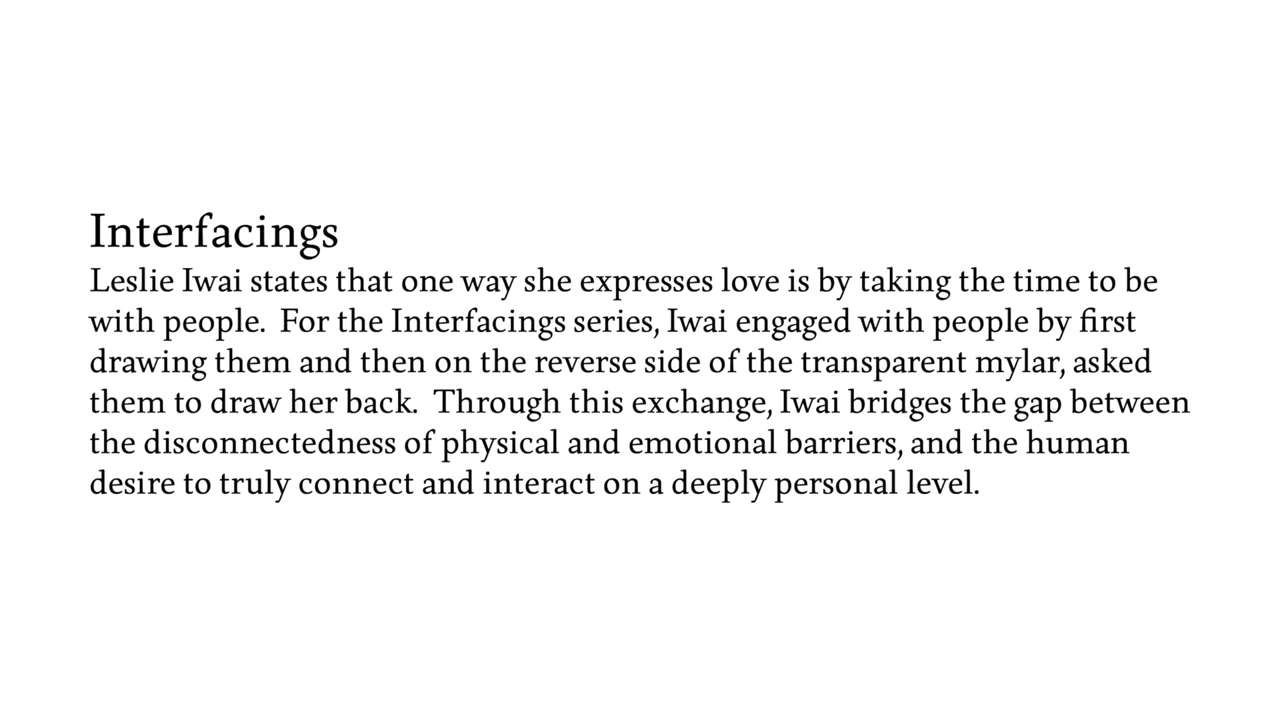 Interfacings
Leslie Iwai states that one way she expresses love is by taking the time to be
with people.  For the Interfacings series, Iwai engaged with people by first
drawing them and then on the reverse side of the transparent mylar, asked
them to draw her back.  Through this exchange, Iwai bridges the gap between
the disconnectedness of physical and emotional barriers, and the human
desire to truly connect and interact on a deeply personal level.